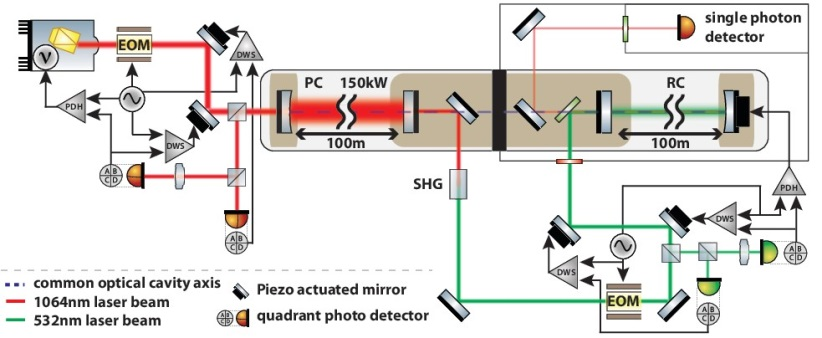 single photon
detector
EOM
DWS
ν
PC 150kW
RC
PDH
100m
100m
DWS
PDH
A B
C D
SHG
DWS
A B
C D
A B
C D
DWS
EOM
A B
C D
common optical cavity axis
1064nm laser beam
532nm laser beam
Piezo actuated mirror
A B
C D
quadrant photo detector